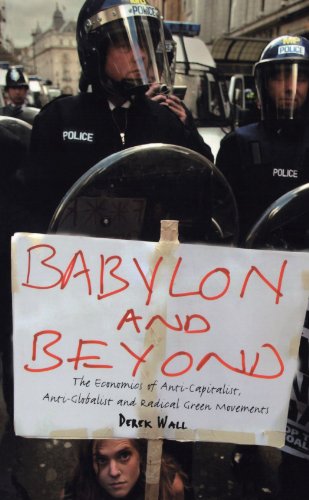 POLICE
POLICE
POLICE
POLICE
BABYLON
AND
BEYOND
The Economics of Anti-Capitalist,
Anti-Globalist and Radical Green Movements
DEREK WALL